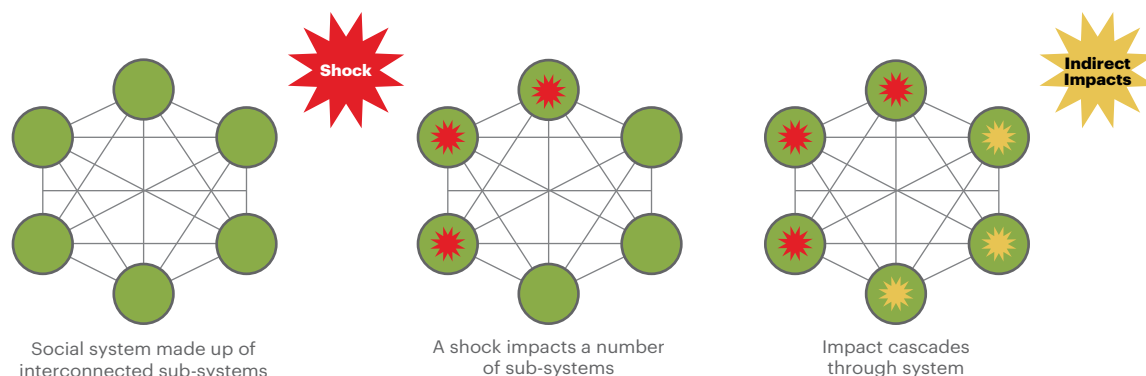 Shock
Indirect
Impacts
Social system made up of
interconnected sub-systems
A shock impacts a number
of sub-systems
Impact cascades
through system